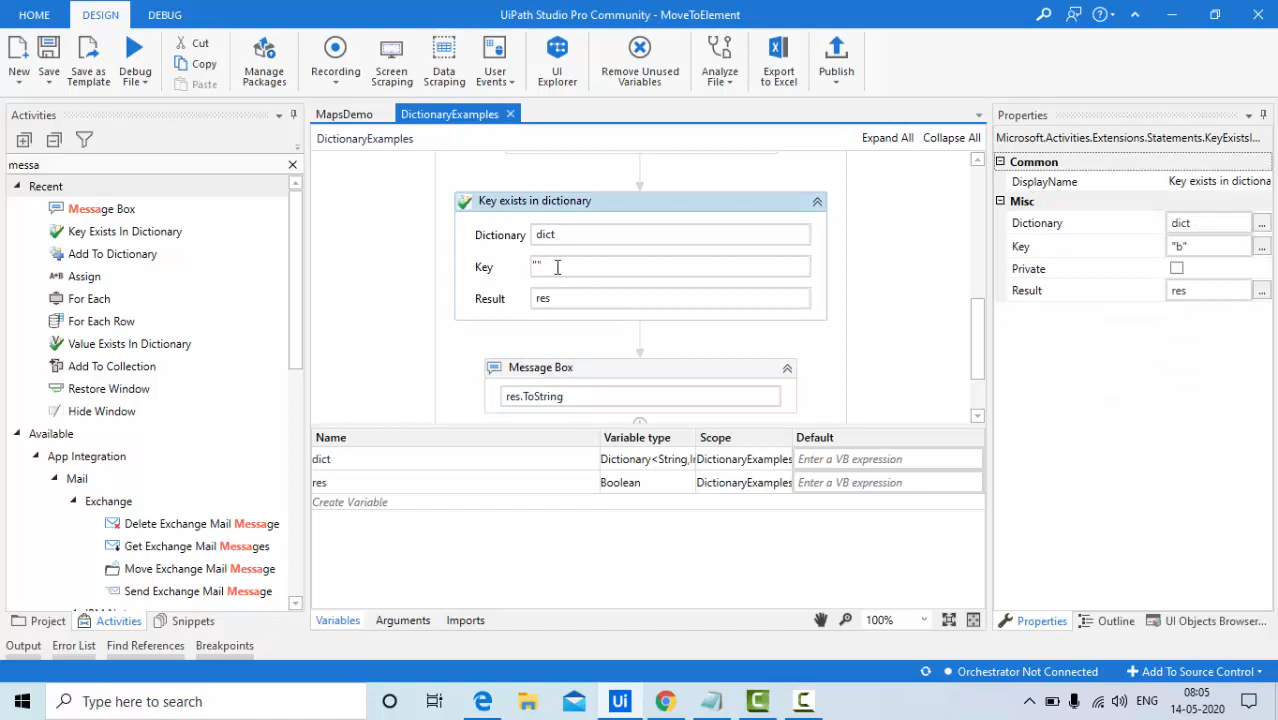 HOME DESIGN DEBUG UiPath Studio Pro Community - MoveToElement
New Save Save as Template Debug File Cut Copy Paste Manage Packages Recording Screen Scraping Data Scraping User Events UI Explorer Remove Unused Variables Analyze File Export to Excel Publish
Activities
messa
Recent
Message Box
Key Exists In Dictionary
Add To Dictionary
A+B Assign
For Each
For Each Row
Value Exists In Dictionary
Add To Collection
Restore Window
Hide Window
Available
App Integration
Mail
Exchange
Delete Exchange Mail Message
Get Exchange Mail Messages
Move Exchange Mail Message
Send Exchange Mail Message
Project Activities Snippets
MapsDemo DictionaryExamples
DictionaryExamples Expand All Collapse All
Key exists in dictionary
Dictionary dict
Key ""
Result res
Message Box
res.ToString
Name Variable type Scope Default
dict Dictionary<String,In DictionaryExamples Enter a VB expression
res Boolean DictionaryExamples Enter a VB expression
Create Variable
Variables Arguments Imports 100%
Properties
Microsoft.Activities.Extensions.Statements.KeyExistsI...
Common
DisplayName Key exists in dictiona
Misc
Dictionary dict ...
Key "b" ...
Private
Result res ...
Properties Outline UI Objects Browser...
Output Error List Find References Breakpoints
Orchestrator Not Connected Add To Source Control
Type here to search Ui ENG 08:05
14-05-2020